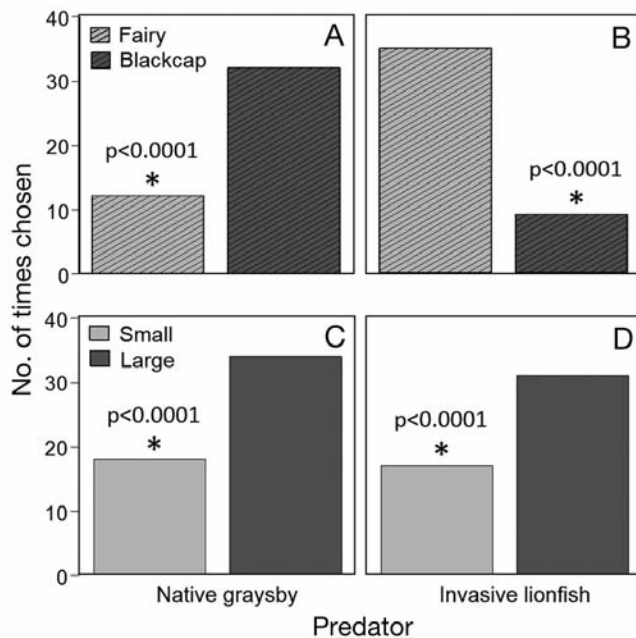 No. of times chosen
40
30
20
10
0
Fairy
Blackcap
A
p<0.0001
*
B
p<0.0001
*
40
30
20
10
0
Small
Large
C
p<0.0001
*
D
p<0.0001
*
Native graysby
Invasive lionfish
Predator